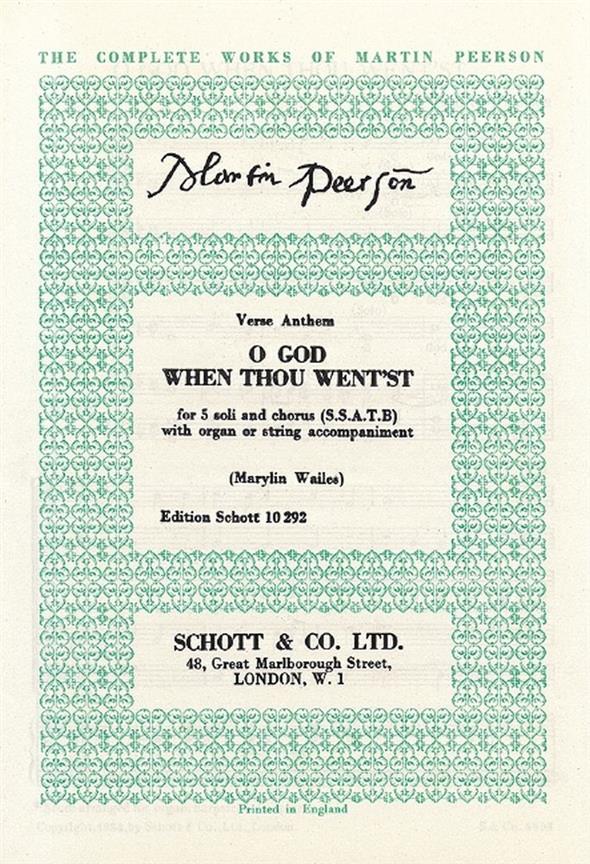 THE COMPLETE WORKS OF MARTIN PEERSON
Martin Peerson
Verse Anthem
O GOD
WHEN THOU WENT'ST
for 5 soli and chorus (S.S.A.T.B)
with organ or string accompaniment
(Marylin Wailes)
Edition Schott 10 292
SCHOTT & CO. LTD.
48, Great Marlborough Street,
LONDON, W. 1
Printed in England